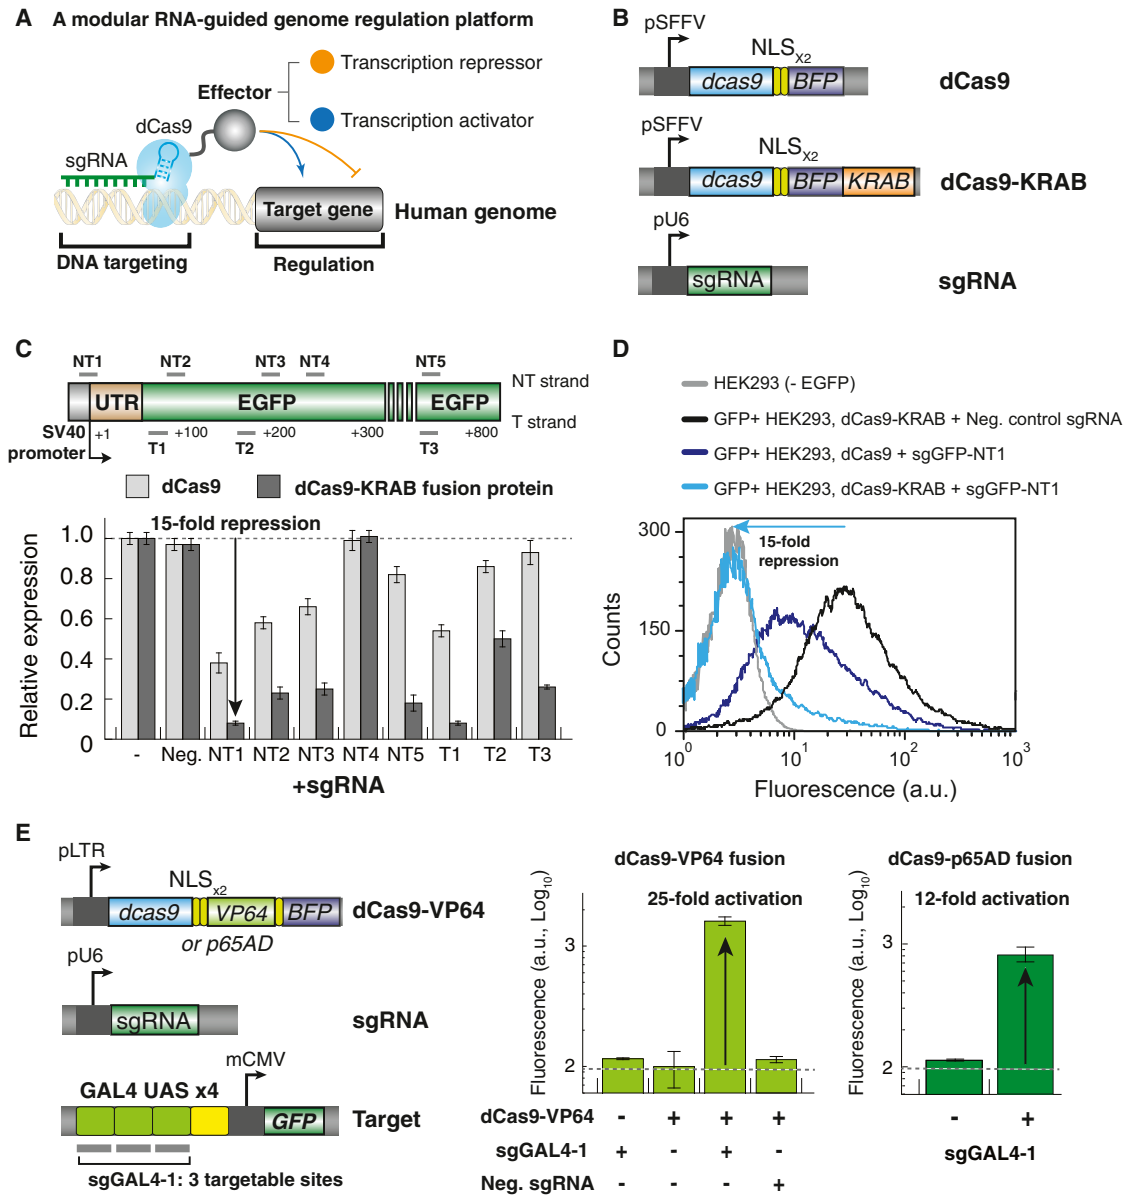 A A modular RNA-guided genome regulation platform
Transcription repressor
Effector
Transcription activator
dCas9
sgRNA
Target gene
Human genome
DNA targeting
Regulation
B
pSFFV
NLSx2
dcas9 BFP
dCas9
pSFFV
NLSx2
dcas9 BFP KRAB
dCas9-KRAB
pU6
sgRNA
sgRNA
C
NT1 NT2 NT3 NT4 NT5
NT strand
UTR EGFP EGFP
T strand
SV40 promoter
+1 +100 +200 +300 +800
T1 T2 T3
dCas9 dCas9-KRAB fusion protein
15-fold repression
Relative expression
1.0
0.8
0.6
0.4
0.2
0
- Neg. NT1 NT2 NT3 NT4 NT5 T1 T2 T3
+sgRNA
D
HEK293 (- EGFP)
GFP+ HEK293, dCas9-KRAB + Neg. control sgRNA
GFP+ HEK293, dCas9 + sgGFP-NT1
GFP+ HEK293, dCas9-KRAB + sgGFP-NT1
15-fold
repression
Counts
300
150
0
10⁰ 10¹ 10² 10³
Fluorescence (a.u.)
E
pLTR
NLSx2
dcas9 VP64 BFP
dCas9-VP64
or p65AD
pU6
sgRNA
sgRNA
mCMV
GAL4 UAS x4
GFP
Target
sgGAL4-1: 3 targetable sites
dCas9-VP64 fusion
25-fold activation
Fluorescence (a.u., Log₁₀)
3
2
dCas9-VP64 - + + -
sgGAL4-1 + - + -
Neg. sgRNA - - - +
dCas9-p65AD fusion
12-fold activation
Fluorescence (a.u., Log₁₀)
3
2
- +
sgGAL4-1